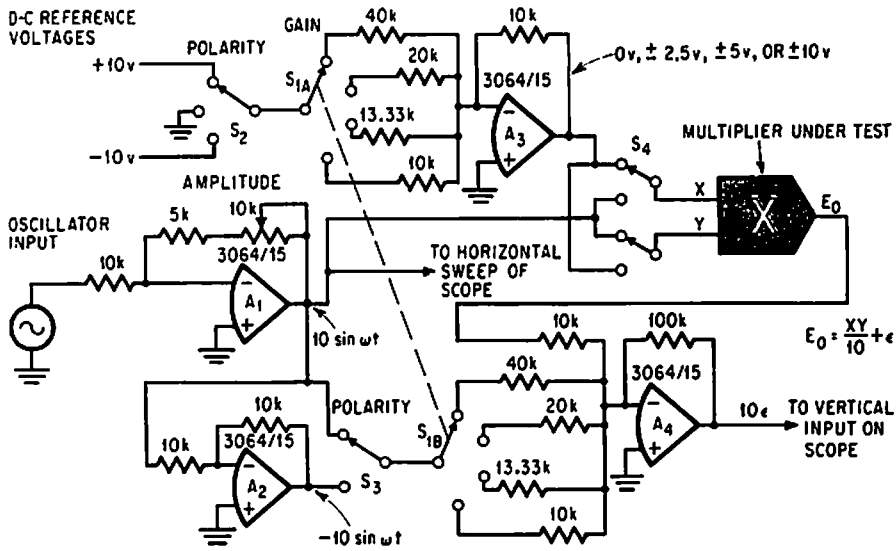 D-C REFERENCE
VOLTAGES
+10v
-10v
POLARITY
S2
GAIN
S1A
40k
20k
13.33k
10k
10k
3064/15
−
+
A3
0v, ± 2.5v, ±5v, OR ±10v
S4
MULTIPLIER UNDER TEST
X
Y
X
E0
AMPLITUDE
OSCILLATOR
INPUT
5k
10k
10k
3064/15
−
+
A1
10 sin ωt
TO HORIZONTAL
SWEEP OF
SCOPE
10k
10k
3064/15
−
+
A2
-10 sin ωt
POLARITY
S3
S1B
10k
40k
20k
13.33k
10k
100k
3064/15
−
+
A4
E0 = XY/10 + ϵ
10ϵ
TO VERTICAL
INPUT ON
SCOPE